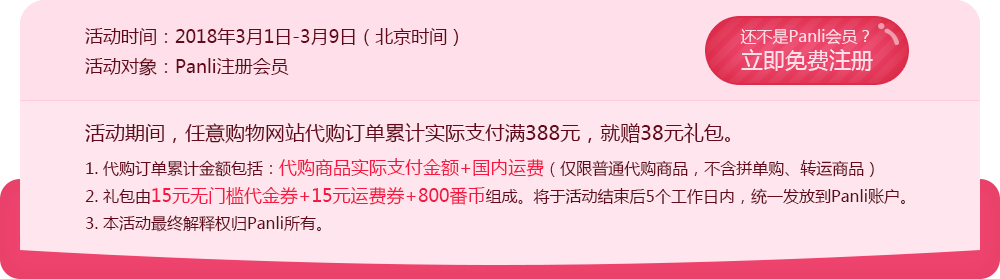 活动时间：2018年3月1日-3月9日（北京时间）
活动对象：Panli注册会员
还不是Panli会员？
立即免费注册
活动期间，任意购物网站代购订单累计实际支付满388元，就赠38元礼包。
1. 代购订单累计金额包括：代购商品实际支付金额+国内运费（仅限普通代购商品，不含拼单购、转运商品）
2. 礼包由15元无门槛代金券+15元运费券+800番币组成。将于活动结束后5个工作日内，统一发放到Panli账户。
3. 本活动最终解释权归Panli所有。